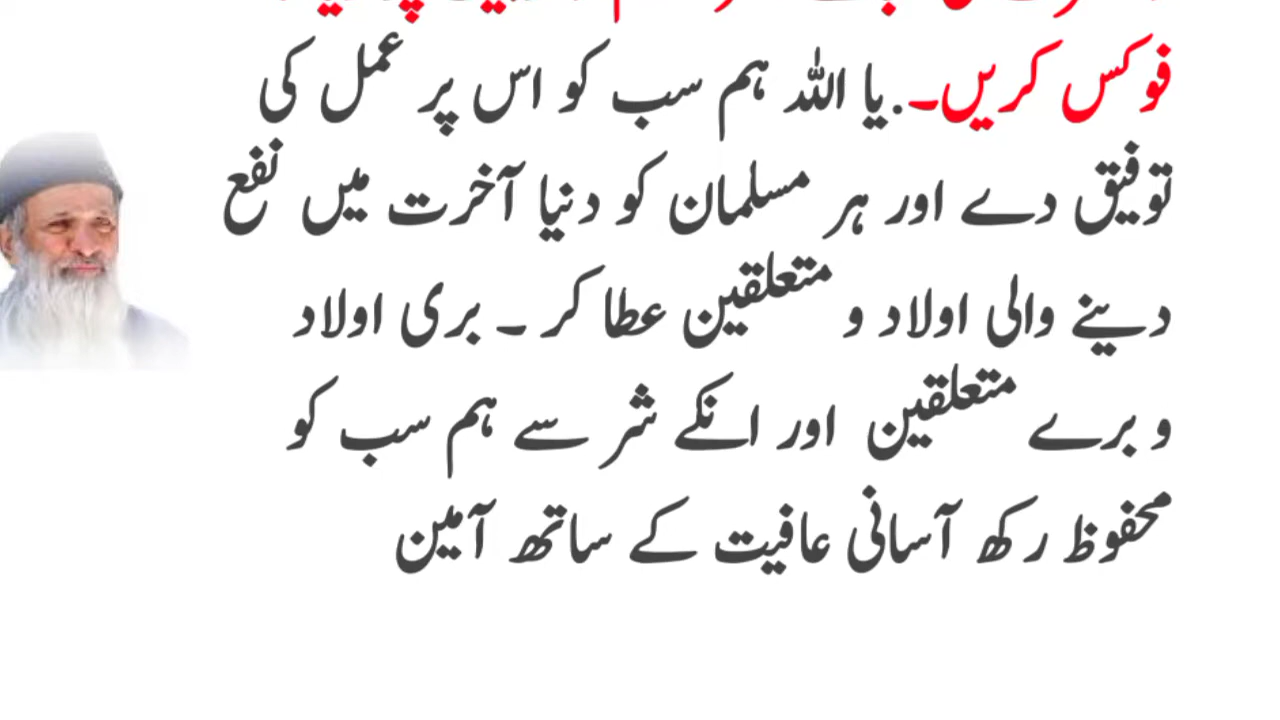 فوکس کریں۔.یا اللہ ہم سب کو اس پر عمل کی
توفیق دے اور ہر مسلمان کو دنیا آخرت میں نفع
دینے والی اولاد و متعلقین عطا کر ۔ بری اولاد
و برے متعلقین اور انکے شر سے ہم سب کو
محفوظ رکھ آسانی عافیت کے ساتھ آمین